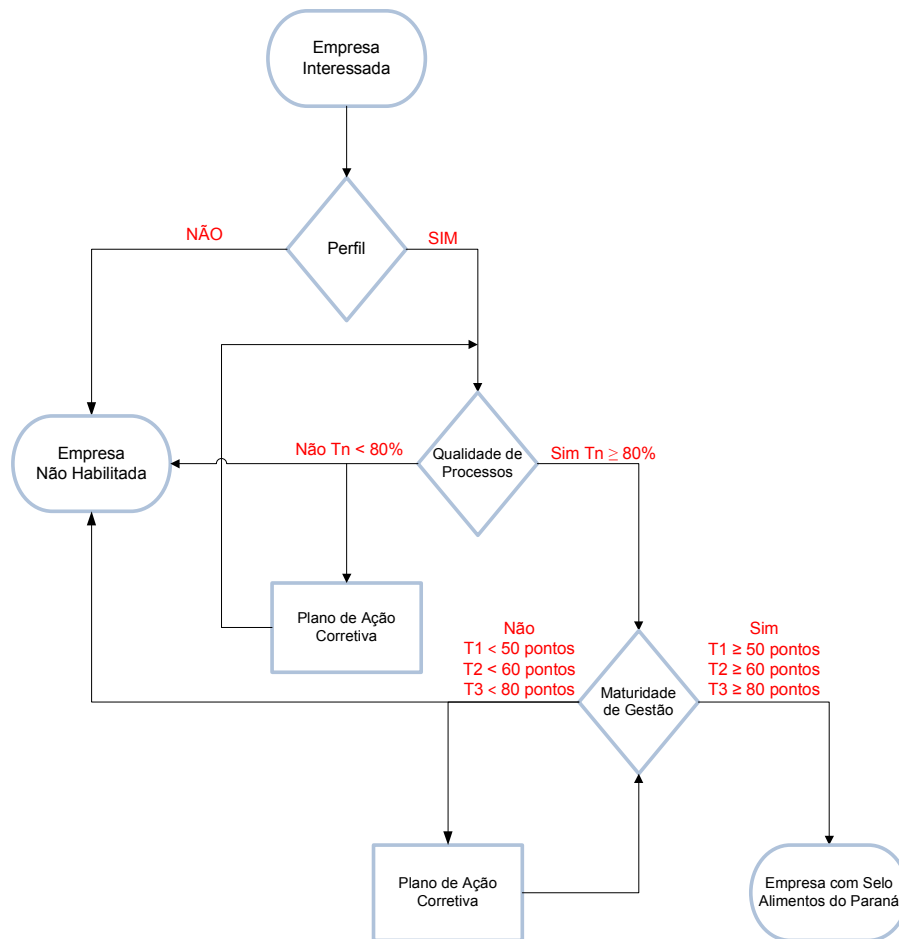 Empresa
Interessada
NÃO
Perfil
SIM
Empresa
Não Habilitada
Não Tn < 80%
Qualidade de
Processos
Sim Tn ≥ 80%
Plano de Ação
Corretiva
Não
T1 < 50 pontos
T2 < 60 pontos
T3 < 80 pontos
Maturidade
de Gestão
Sim
T1 ≥ 50 pontos
T2 ≥ 60 pontos
T3 ≥ 80 pontos
Plano de Ação
Corretiva
Empresa com Selo
Alimentos do Paraná